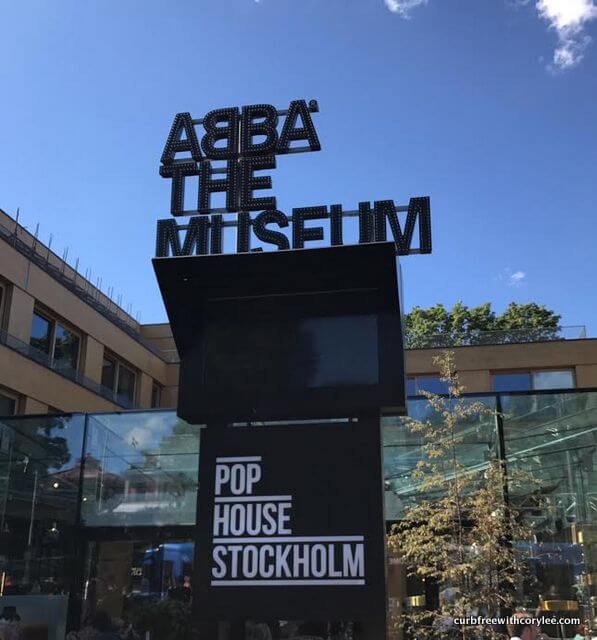 ABBA
THE
MUSEUM
POP
HOUSE
STOCKHOLM
curbfreewithcorylee.com